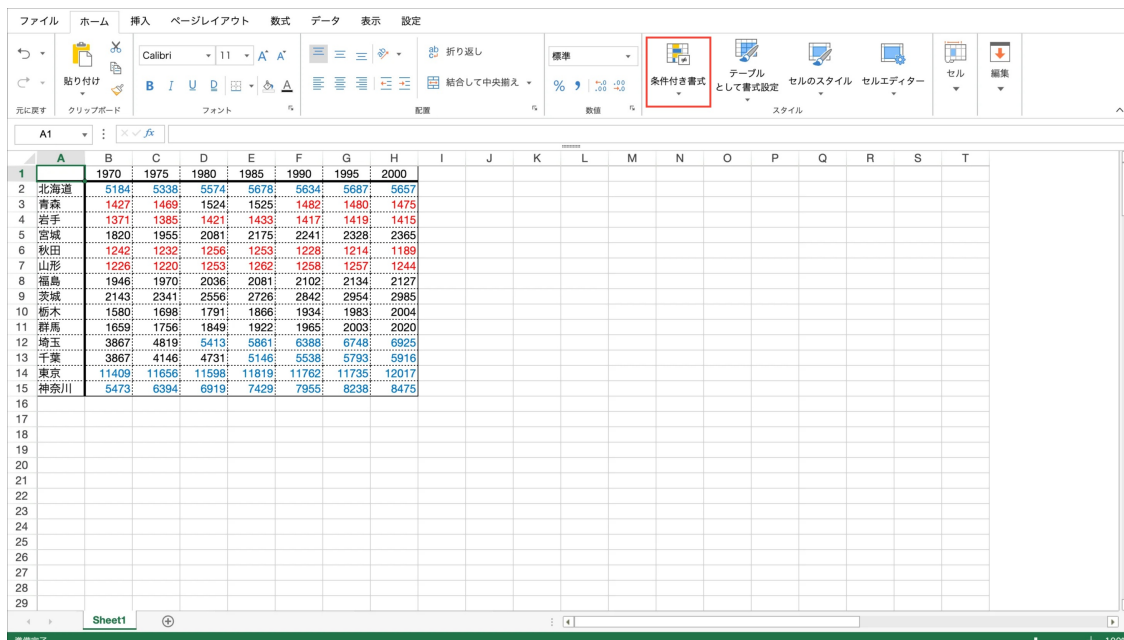 ファイル ホーム 挿入 ページレイアウト 数式 データ 表示 設定
Calibri 11 折り返し 標準
貼り付け 結合して中央揃え 条件付き書式 テーブルとして書式設定 セルのスタイル セルエディター セル 編集
B I U D A % 
元に戻す クリップボード フォント 配置 数値 スタイル
A1 fx
A B C D E F G H I J K L M N O P Q R S T
1 1970 1975 1980 1985 1990 1995 2000
2 北海道 5184 5338 5574 5678 5634 5687 5657
3 青森 1427 1469 1524 1525 1482 1480 1475
4 岩手 1371 1385 1421 1433 1417 1419 1415
5 宮城 1820 1955 2081 2175 2241 2328 2365
6 秋田 1242 1232 1256 1253 1228 1214 1189
7 山形 1226 1220 1253 1262 1258 1257 1244
8 福島 1946 1970 2036 2081 2102 2134 2127
9 茨城 2143 2341 2556 2726 2842 2954 2985
10 栃木 1580 1698 1791 1866 1934 1983 2004
11 群馬 1659 1756 1849 1922 1965 2003 2020
12 埼玉 3867 4819 5413 5861 6388 6748 6925
13 千葉 3867 4146 4731 5146 5538 5793 5916
14 東京 11409 11656 11598 11819 11762 11735 12017
15 神奈川 5473 6394 6919 7429 7955 8238 8475
16
17
18
19
20
21
22
23
24
25
26
27
28
29
Sheet1